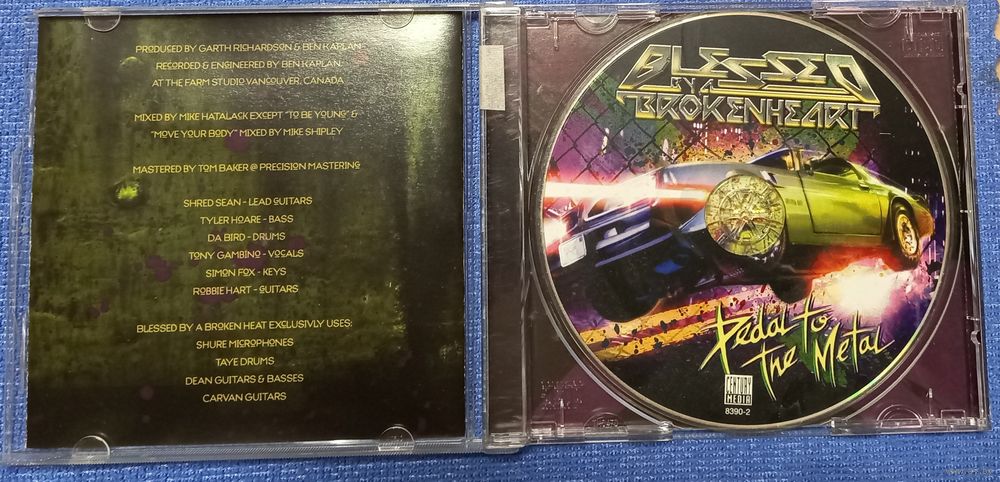 PRODUCED BY GARTH RICHARDSON & BEN KAPLAN
RECORDED & ENGINEERED BY BEN KAPLAN
AT THE FARM STUDIO VANCOUVER, CANADA
MIXED BY MIKE HATALASK EXCEPT "TO BE YOUNG" &
"MOVE YOUR BODY" MIXED BY MIKE SHIPLEY
MASTERED BY TOM BAKER @ PRECISION MASTERING
SHRED SEAN - LEAD GUITARS
TYLER HOARE - BASS
DA BIRD - DRUMS
TONY GAMBINO - VOCALS
SIMON FOX - KEYS
ROBBIE HART - GUITARS
BLESSED BY A BROKEN HEAT EXCLUSIVLY USES:
SHURE MICROPHONES
TAYE DRUMS
DEAN GUITARS & BASSES
CARVAN GUITARS
BLESSED
BY A
BROKENHEART
Pedal to
The Metal
CENTURY
MEDIA
8390-2